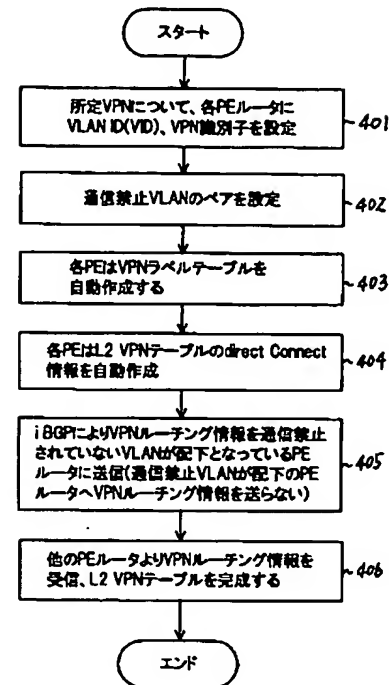 スタート
所定VPNについて、各PEルータに
VLAN ID(VID)、VPN識別子を設定
401
通信禁止VLANのペアを設定
402
各PEはVPNラベルテーブルを
自動作成する
403
各PEはL2 VPNテーブルのdirect Connect
情報を自動作成
404
iBGPによりVPNルーチング情報を通信禁止
されていないVLANが配下となっているPE
ルータに送信(通信禁止VLANが配下のPE
ルータへVPNルーチング情報を送らない)
405
他のPEルータよりVPNルーチング情報を
受信、L2 VPNテーブルを完成する
406
エンド